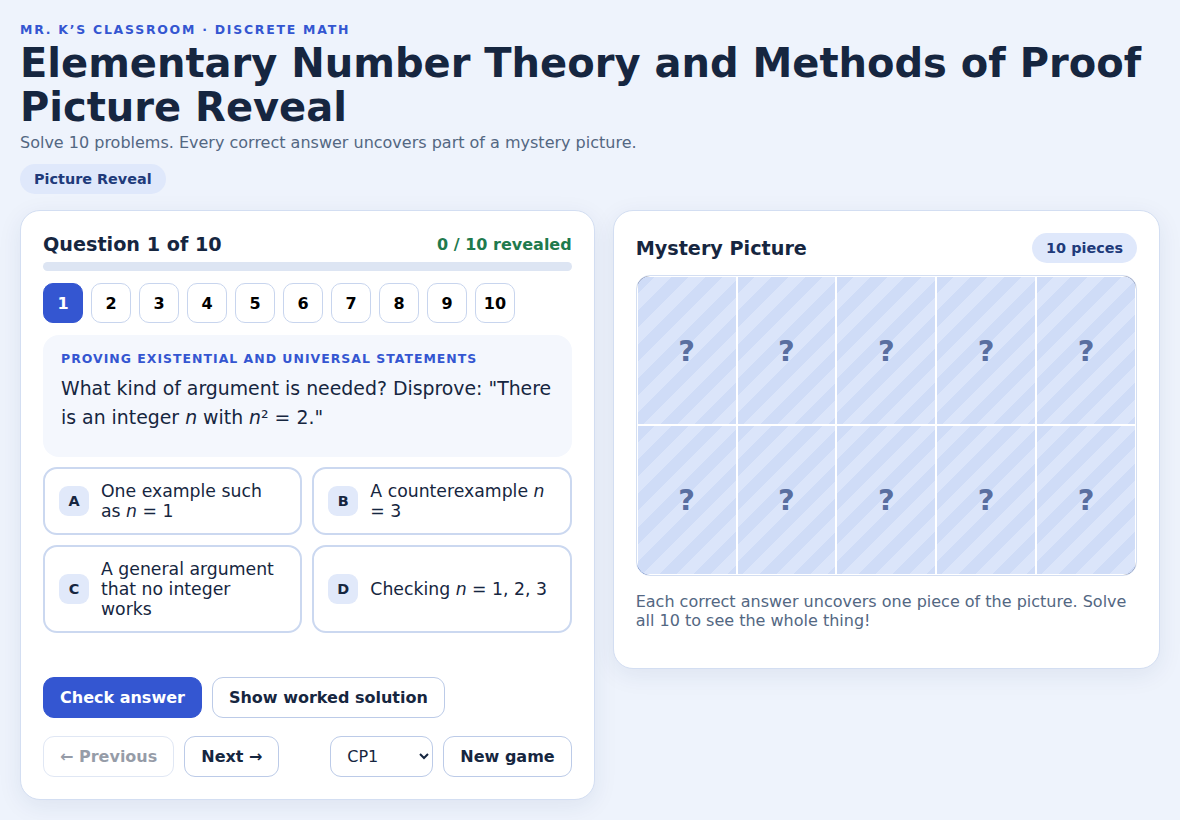 MR. K’S CLASSROOM · DISCRETE MATH
Elementary Number Theory and Methods of Proof
Picture Reveal
Solve 10 problems. Every correct answer uncovers part of a mystery picture.
Picture Reveal
Question 1 of 10
0 / 10 revealed
1 2 3 4 5 6 7 8 9 10
PROVING EXISTENTIAL AND UNIVERSAL STATEMENTS
What kind of argument is needed? Disprove: "There
is an integer n with n² = 2."
A
One example such
as n = 1
B
A counterexample n
= 3
C
A general argument
that no integer
works
D
Checking n = 1, 2, 3
Check answer
Show worked solution
← Previous
Next →
CP1
New game
Mystery Picture
10 pieces
? ? ? ? ?
? ? ? ? ?
Each correct answer uncovers one piece of the picture. Solve
all 10 to see the whole thing!